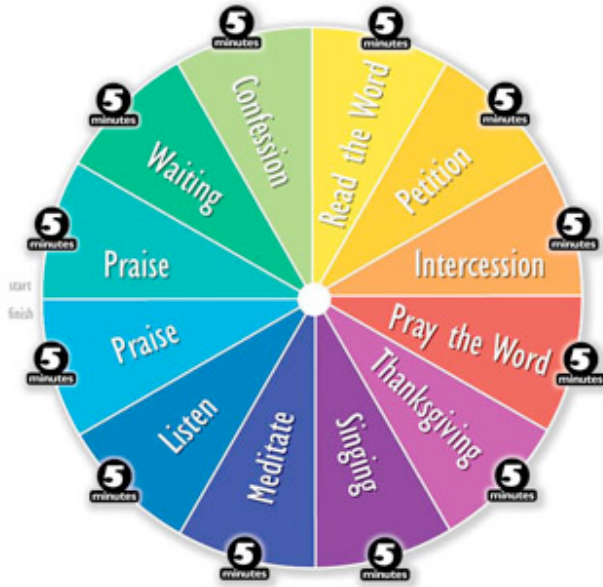 start
Praise
5
minutes
Waiting
5
minutes
Confession
5
minutes
Read the Word
5
minutes
Petition
5
minutes
Intercession
5
minutes
Pray the Word
5
minutes
Thanksgiving
5
minutes
Singing
5
minutes
Meditate
5
minutes
Listen
5
minutes
Praise
5
minutes
finish